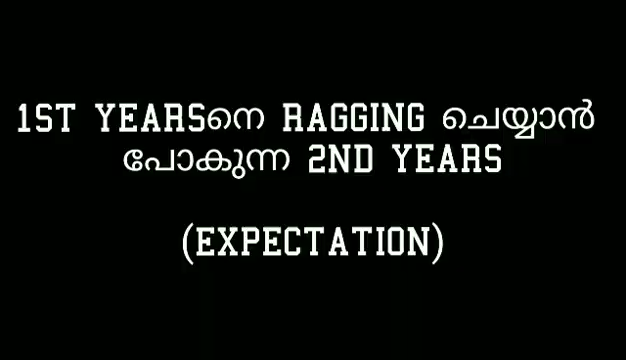 1ST YEARSനെ RAGGING ചെയ്യാൻ
പോകുന്ന 2ND YEARS
(EXPECTATION)